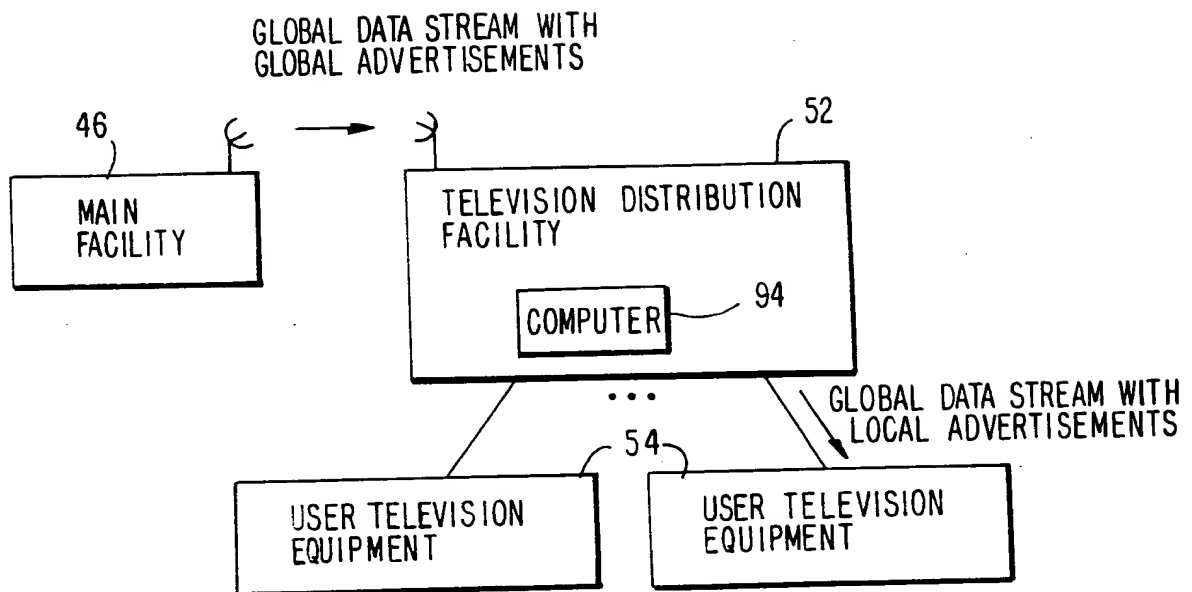 GLOBAL DATA STREAM WITH
GLOBAL ADVERTISEMENTS
46
52
MAIN
FACILITY
TELEVISION DISTRIBUTION
FACILITY
COMPUTER
94
GLOBAL DATA STREAM WITH
LOCAL ADVERTISEMENTS
54
USER TELEVISION
EQUIPMENT
USER TELEVISION
EQUIPMENT